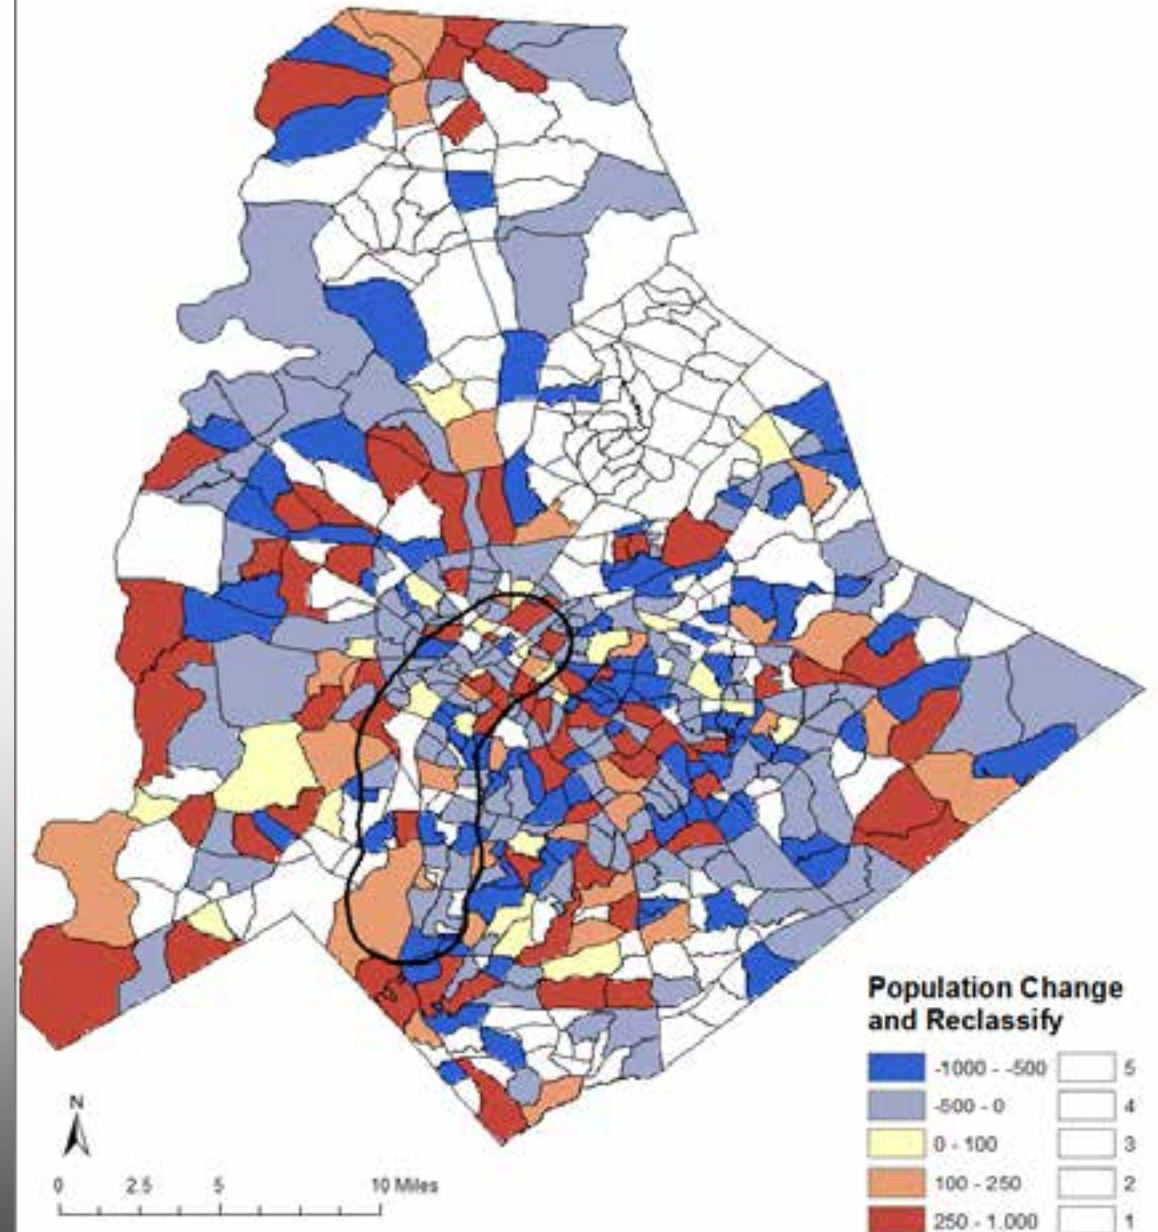 Population Change
and Reclassify
-1000 - -500 5
-500 - 0 4
0 - 100 3
100 - 250 2
250 - 1.000 1
N
0 2.5 5 10 Miles